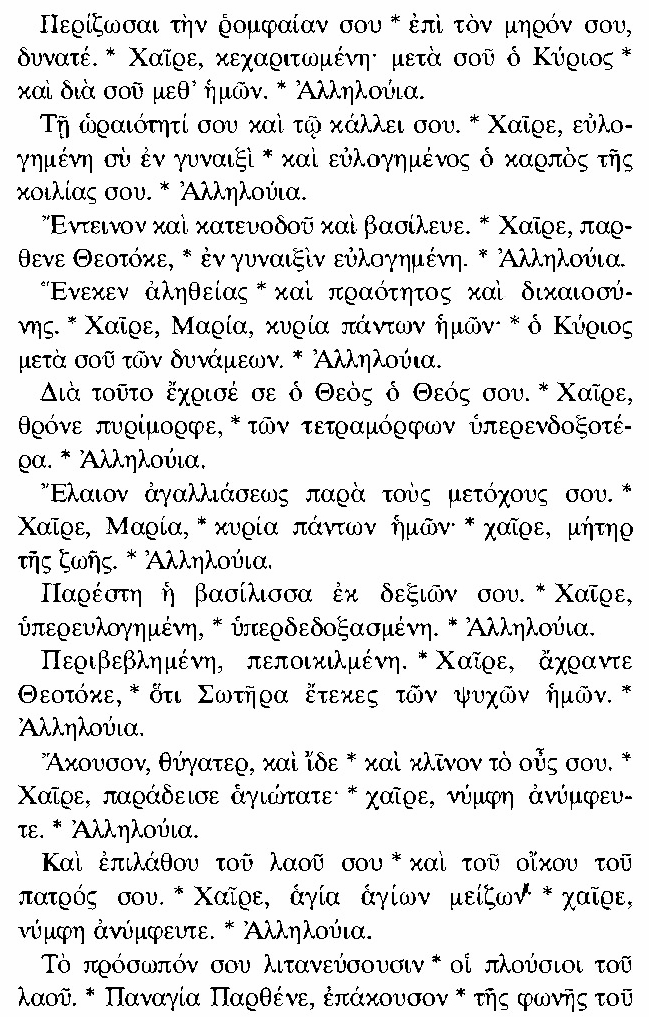 Περίζωσαι τὴν ῥομφαίαν σου * ἐπὶ τὸν μηρόν σου,
δυνατέ. * Χαῖρε, κεχαριτωμένη· μετὰ σοῦ ὁ Κύριος *
καὶ διὰ σοῦ μεθ’ ἡμῶν. * Ἀλληλούια.
Τῇ ὡραιότητί σου καὶ τῷ κάλλει σου. * Χαῖρε, εὐλο-
γημένη σὺ ἐν γυναιξὶ * καὶ εὐλογημένος ὁ καρπὸς τῆς
κοιλίας σου. * Ἀλληλούια.
Ἔντεινον καὶ κατευοδοῦ καὶ βασίλευε. * Χαῖρε, παρ-
θενε Θεοτόκε, * ἐν γυναιξὶν εὐλογημένη. * Ἀλληλούια.
Ἕνεκεν ἀληθείας * καὶ πραότητος καὶ δικαιοσύ-
νης. * Χαῖρε, Μαρία, κυρία πάντων ἡμῶν· * ὁ Κύριος
μετὰ σοῦ τῶν δυνάμεων. * Ἀλληλούια.
Διὰ τοῦτο ἔχρισέ σε ὁ Θεὸς ὁ Θεός σου. * Χαῖρε,
θρόνε πυρίμορφε, * τῶν τετραμόρφων ὑπερενδοξοτέ-
ρα. * Ἀλληλούια.
Ἔλαιον ἀγαλλιάσεως παρὰ τοὺς μετόχους σου. *
Χαῖρε, Μαρία, * κυρία πάντων ἡμῶν· * χαῖρε, μήτηρ
τῆς ζωῆς. * Ἀλληλούια.
Παρέστη ἡ βασίλισσα ἐκ δεξιῶν σου. * Χαῖρε,
ὑπερευλογημένη, * ὑπερδεδοξασμένη. * Ἀλληλούια.
Περιβεβλημένη, πεποικιλμένη. * Χαῖρε, ἄχραντε
Θεοτόκε, * ὅτι Σωτῆρα ἔτεκες τῶν ψυχῶν ἡμῶν. *
Ἀλληλούια.
Ἄκουσον, θύγατερ, καὶ ἴδε * καὶ κλῖνον τὸ οὖς σου. *
Χαῖρε, παράδεισε ἁγιώτατε· * χαῖρε, νύμφη ἀνύμφευ-
τε. * Ἀλληλούια.
Καὶ ἐπιλάθου τοῦ λαοῦ σου * καὶ τοῦ οἴκου τοῦ
πατρός σου. * Χαῖρε, ἁγία ἁγίων μείζων· * χαῖρε,
νύμφη ἀνύμφευτε. * Ἀλληλούια.
Τὸ πρόσωπόν σου λιτανεύσουσιν * οἱ πλούσιοι τοῦ
λαοῦ. * Παναγία Παρθένε, ἐπάκουσον * τῆς φωνῆς τοῦ